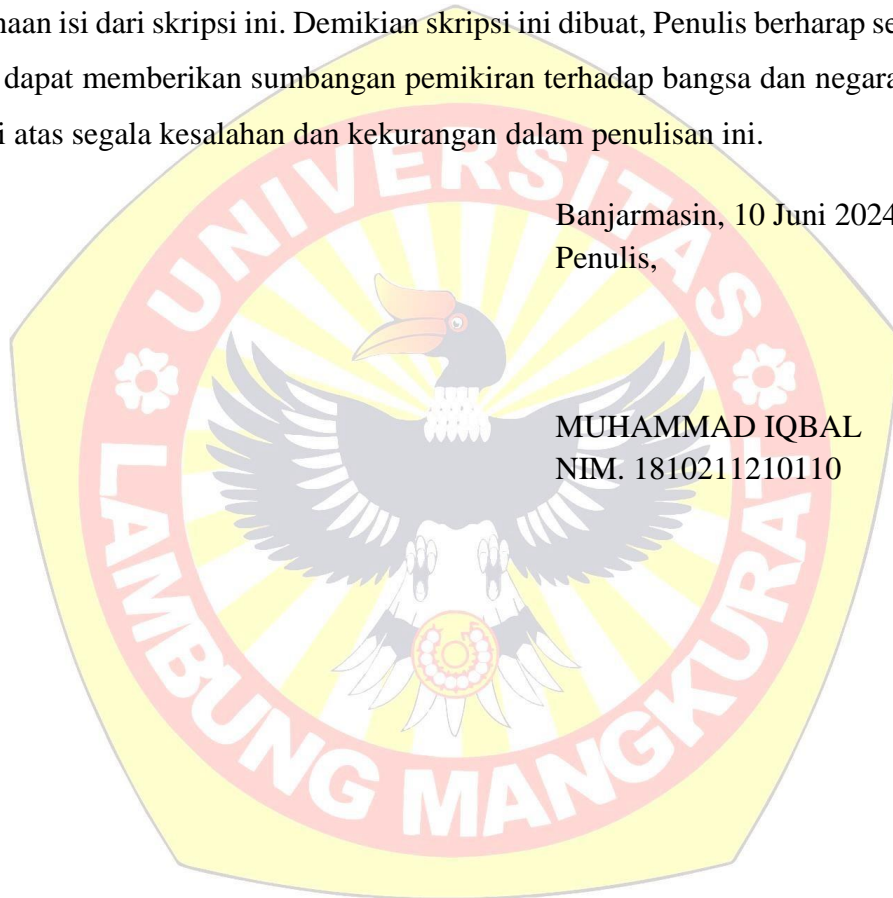 naan isi dari skripsi ini. Demikian skripsi ini dibuat, Penulis berharap se
dapat memberikan sumbangan pemikiran terhadap bangsa dan negara
i atas segala kesalahan dan kekurangan dalam penulisan ini.
Banjarmasin, 10 Juni 2024
Penulis,
MUHAMMAD IQBAL
NIM. 1810211210110
UNIVERSITAS
LAMBUNG MANGKURAT